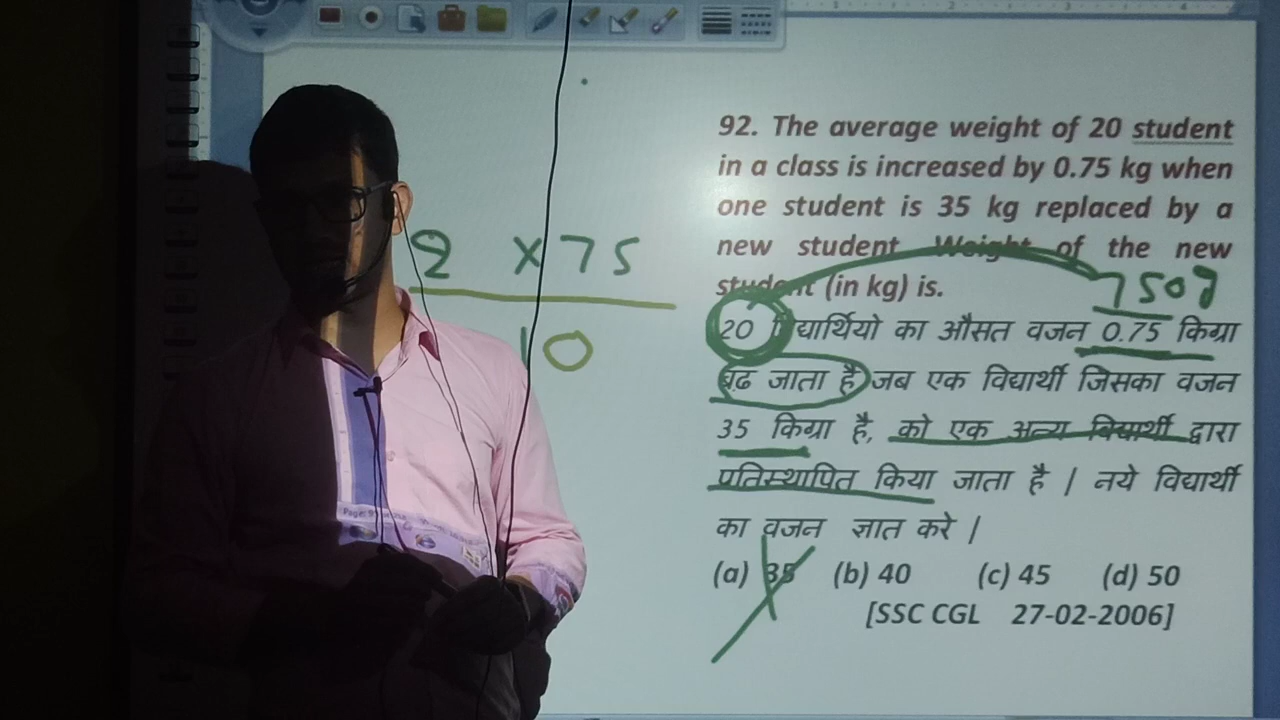 92. The average weight of 20 student
in a class is increased by 0.75 kg when
one student is 35 kg replaced by a
new student Weight of the new
student (in kg) is.
750g
20 विद्यार्थियो का औसत वजन 0.75 किग्रा
बढ़ जाता है जब एक विद्यार्थी जिसका वजन
35 किग्रा है, को एक अन्य विद्यार्थी द्वारा
प्रतिस्थापित किया जाता है | नये विद्यार्थी
का वजन ज्ञात करे |
(a) 35 (b) 40 (c) 45 (d) 50
[SSC CGL 27-02-2006]
2 x 75
10